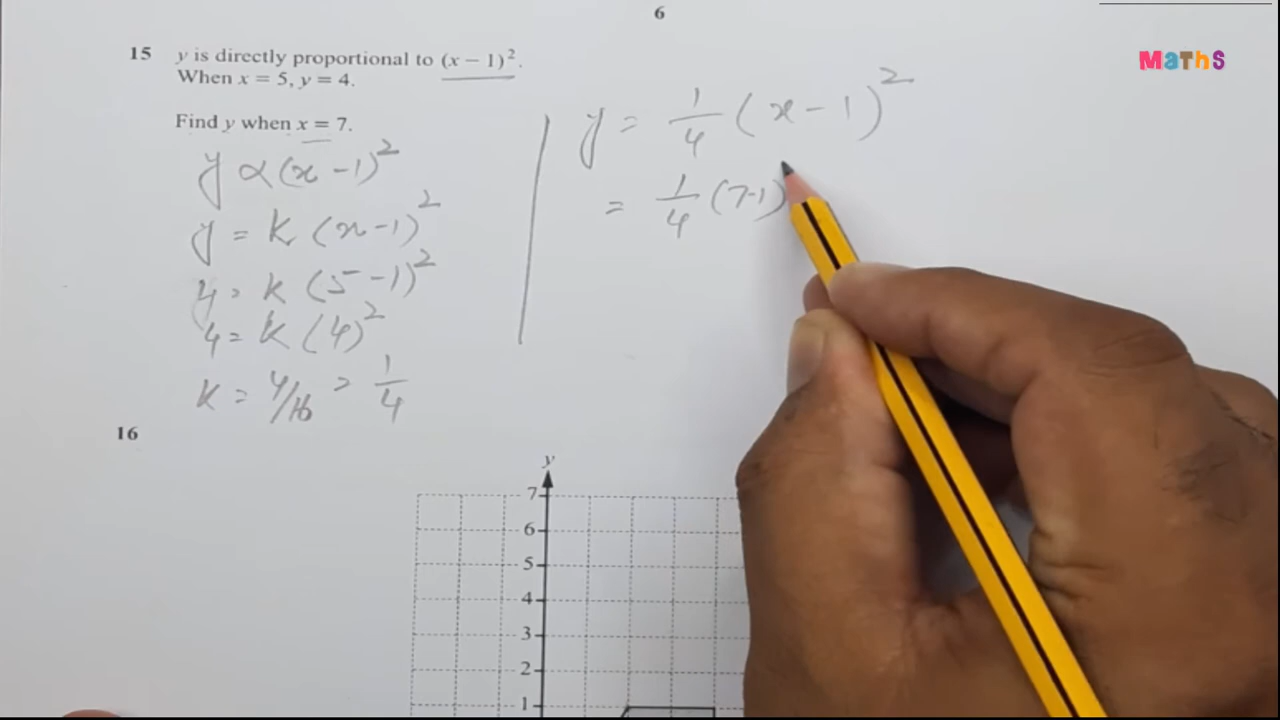 6
MaThS
15 y is directly proportional to (x − 1)².
When x = 5, y = 4.
Find y when x = 7.
y ∝ (x − 1)²
y = k (x − 1)²
4 = k (5 − 1)²
4 = k (4)²
k = 4/16 = 1/4
y = 1/4 (x − 1)²
= 1/4 (7-1)
16
y
7
6
5
4
3
2
1